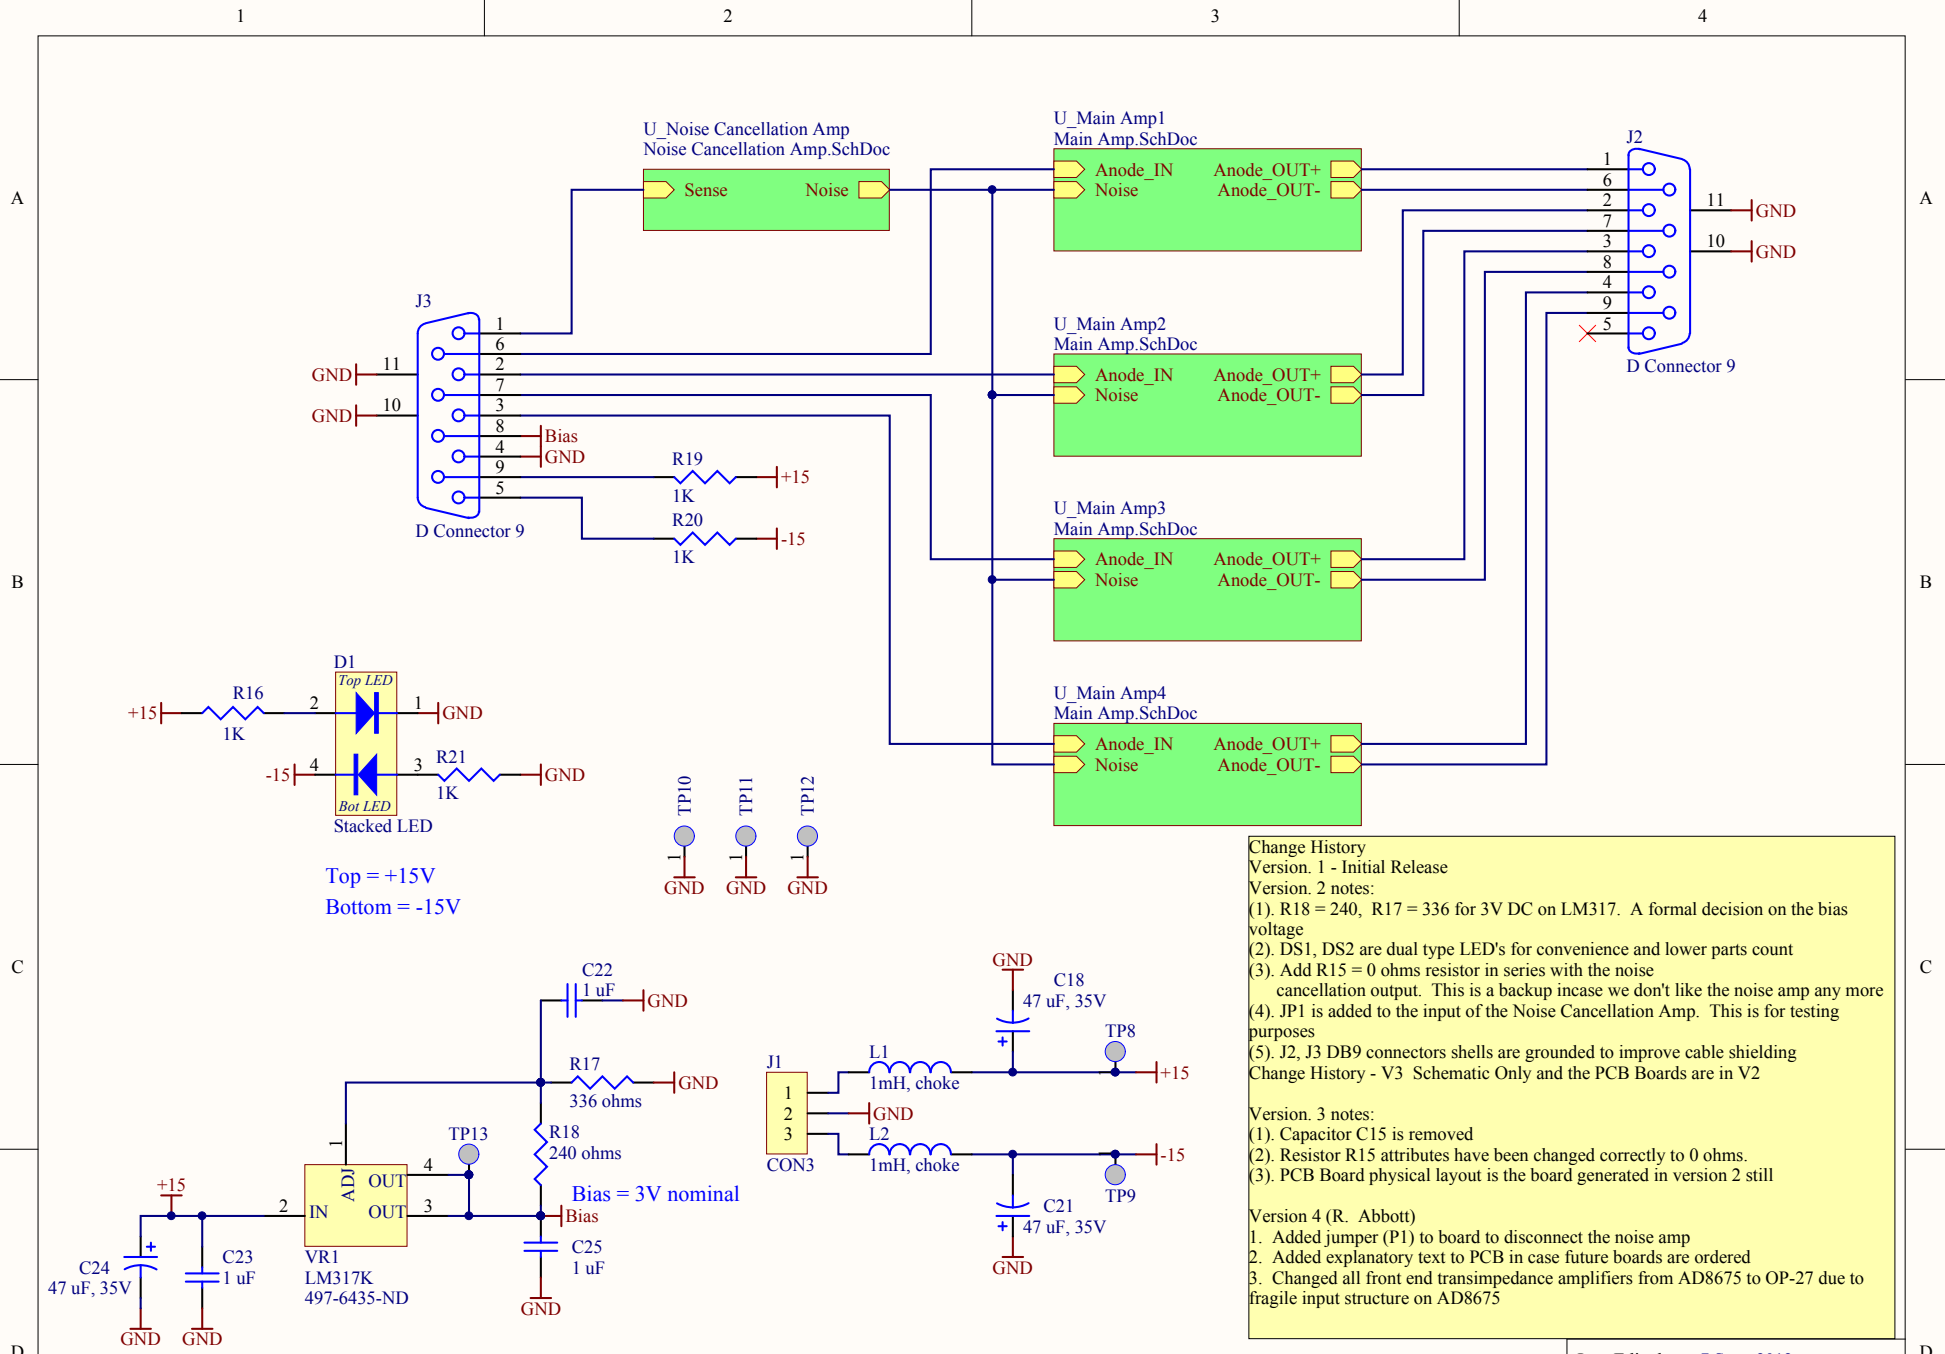 1 2 3 4
A A
B B
C C
D D
U_Noise Cancellation Amp
Noise Cancellation Amp.SchDoc
Sense Noise
U_Main Amp1
Main Amp.SchDoc
Anode_IN Anode_OUT+
Noise Anode_OUT-
U_Main Amp2
Main Amp.SchDoc
Anode_IN Anode_OUT+
Noise Anode_OUT-
U_Main Amp3
Main Amp.SchDoc
Anode_IN Anode_OUT+
Noise Anode_OUT-
U_Main Amp4
Main Amp.SchDoc
Anode_IN Anode_OUT+
Noise Anode_OUT-
J2
1
6
2
7
3
8
4
9
5
11 GND
10 GND
D Connector 9
J3
1
6
2
7
3
8 Bias
4 GND
9
5
GND 11
GND 10
D Connector 9
R19
1K
+15
R20
1K
-15
D1
Top LED
+15 R16 2 1 GND
1K
-15 4 3 R21 GND
1K
Bot LED
Stacked LED
Top = +15V
Bottom = -15V
TP10 TP11 TP12
1 1 1
GND GND GND
C22
1 uF
GND
R17
336 ohms
GND
R18
240 ohms
TP13
Bias = 3V nominal
Bias
1
ADJ
OUT 4
2 IN OUT 3
VR1
LM317K
497-6435-ND
+15
C24
47 uF, 35V
C23
1 uF
C25
1 uF
GND GND GND
J1
1
2
3
CON3
L1
1mH, choke
GND
L2
1mH, choke
GND
C18
47 uF, 35V
TP8
+15
-15
TP9
C21
47 uF, 35V
GND
Change History
Version. 1 - Initial Release
Version. 2 notes:
(1). R18 = 240, R17 = 336 for 3V DC on LM317. A formal decision on the bias
voltage
(2). DS1, DS2 are dual type LED's for convenience and lower parts count
(3). Add R15 = 0 ohms resistor in series with the noise
cancellation output. This is a backup incase we don't like the noise amp any more
(4). JP1 is added to the input of the Noise Cancellation Amp. This is for testing
purposes
(5). J2, J3 DB9 connectors shells are grounded to improve cable shielding
Change History - V3 Schematic Only and the PCB Boards are in V2
Version. 3 notes:
(1). Capacitor C15 is removed
(2). Resistor R15 attributes have been changed correctly to 0 ohms.
(3). PCB Board physical layout is the board generated in version 2 still
Version 4 (R. Abbott)
1. Added jumper (P1) to board to disconnect the noise amp
2. Added explanatory text to PCB in case future boards are ordered
3. Changed all front end transimpedance amplifiers from AD8675 to OP-27 due to
fragile input structure on AD8675